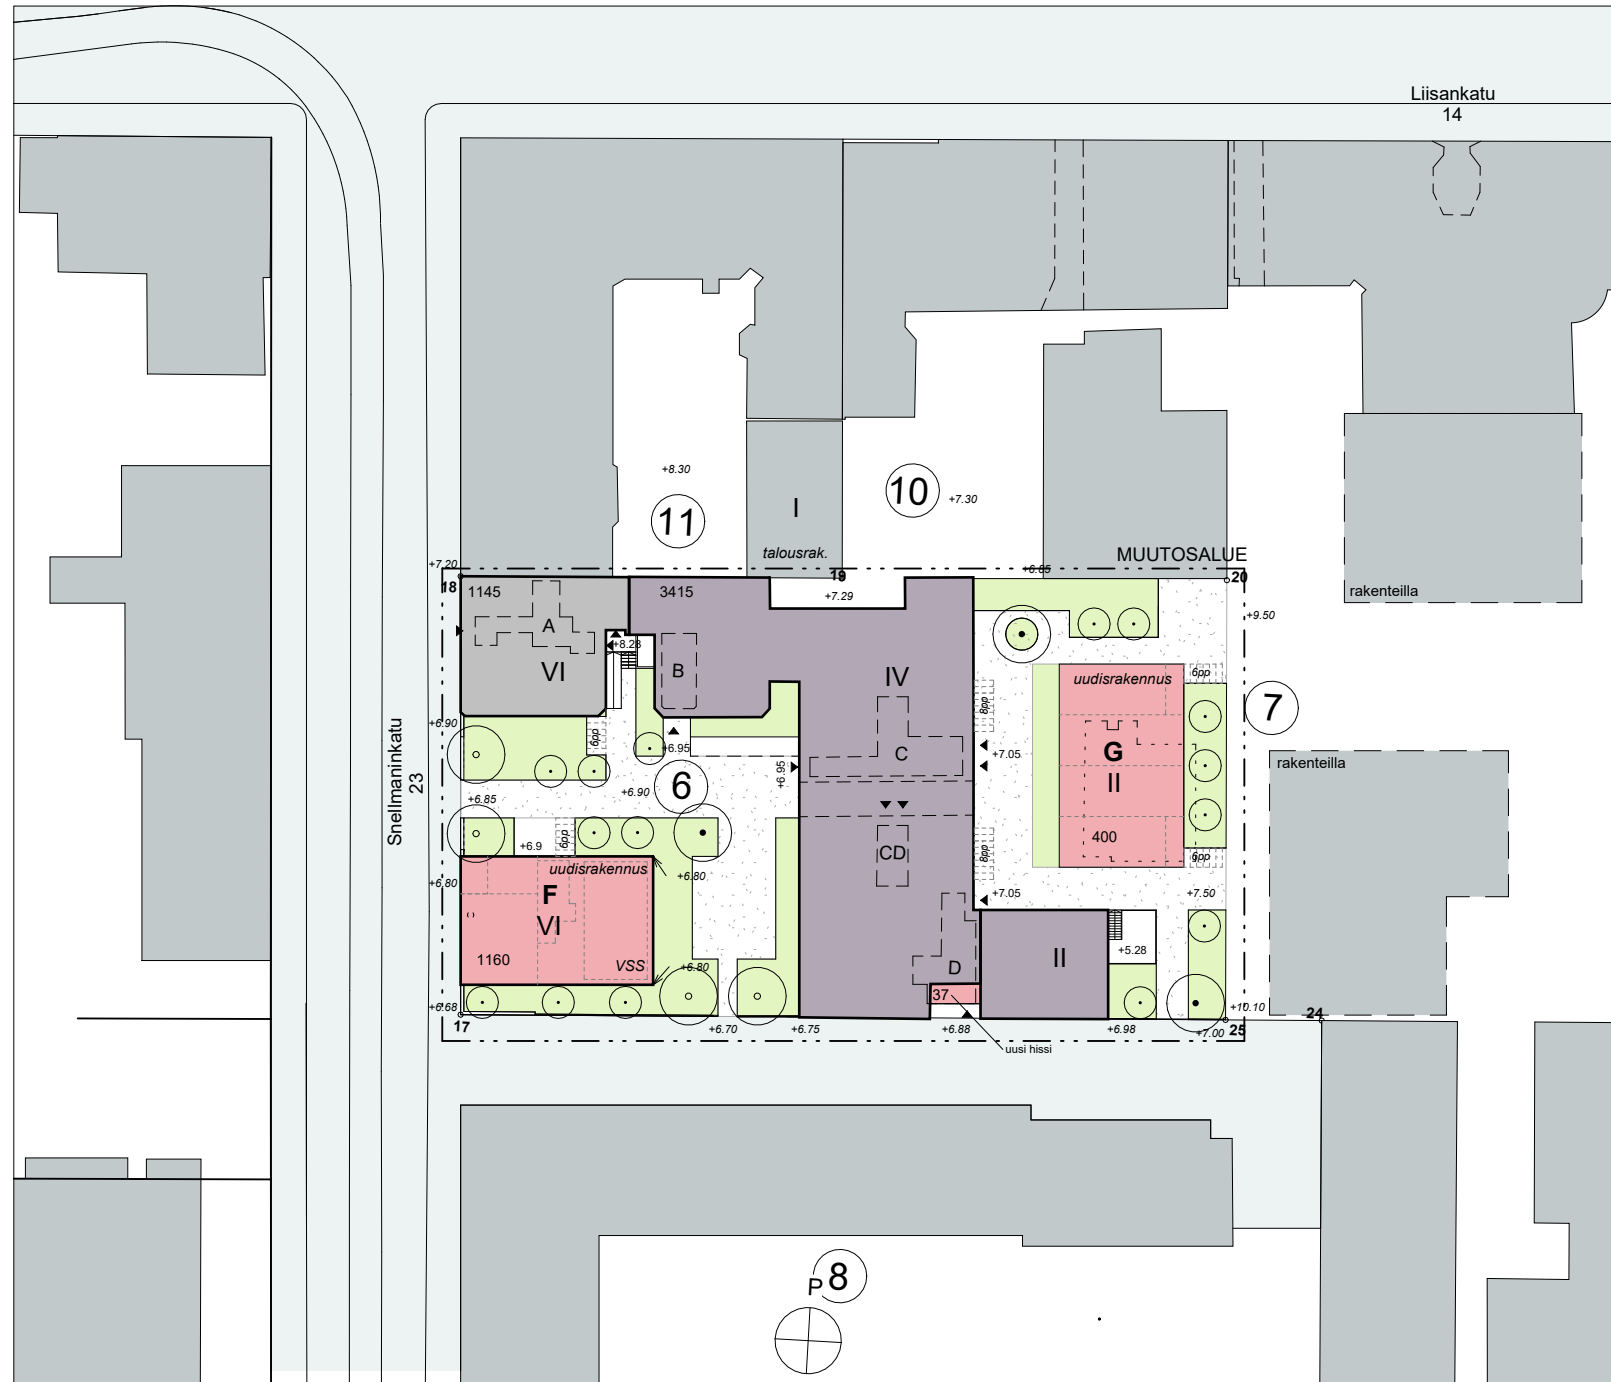 Liisankatu
14
+8.30
11
10
+7.30
I
talousrak.
MUUTOSALUE
+7.20
18
19
+6.85
20
rakenteilla
1145
3415
+7.29
+9.50
A
+8.28
VI
B
IV
uudisrakennus
6pp
7
8pp
+6.90
6pp
+6.95
+6.95
C
+7.05
G
II
rakenteilla
Snellmaninkatu
23
6
+6.85
+6.90
400
CD
8pp
6pp
+6.9
6pp
uudisrakennus
+6.80
+6.80
F
VI
+7.05
+7.50
1160
VSS
+6.80
D
II
+5.28
37
+6.68
17
+6.70
+6.75
+6.88
+6.98
+7.00
+10.10
25
24
uusi hissi
8
P